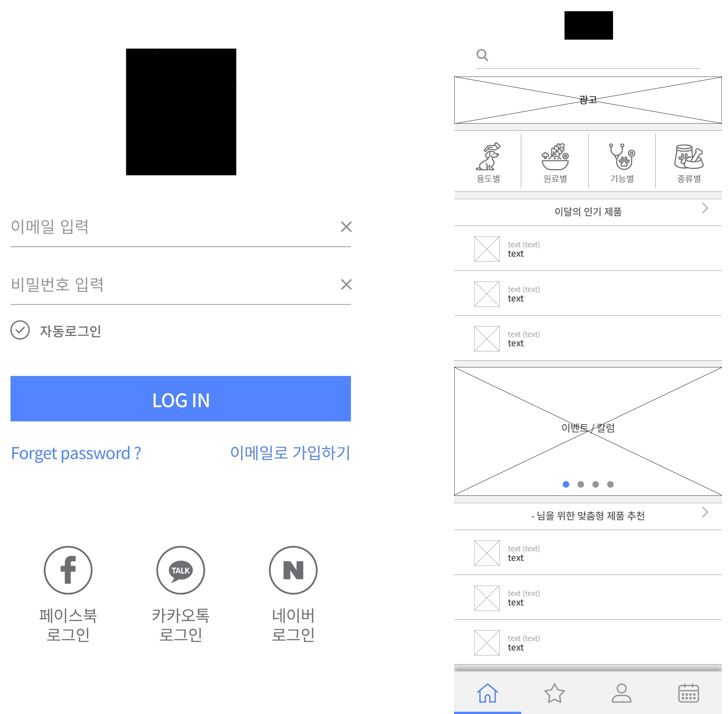 이메일 입력
비밀번호 입력
자동로그인
LOG IN
Forget password ?
이메일로 가입하기
TALK
페이스북
로그인
카카오톡
로그인
네이버
로그인
광고
용도별
원료별
기능별
종류별
이달의 인기 제품
text (text)
text
text (text)
text
text (text)
text
이벤트 / 칼럼
- 님을 위한 맞춤형 제품 추천
text (text)
text
text (text)
text
text (text)
text